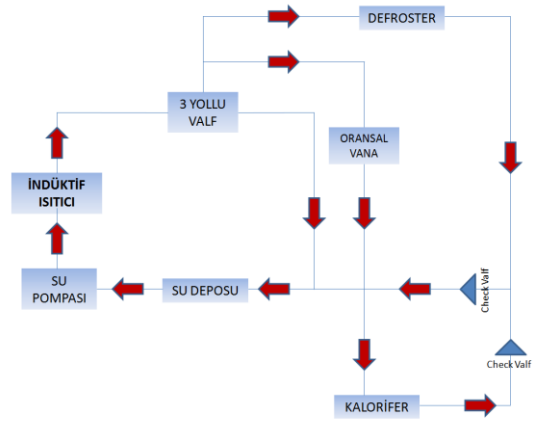 DEFROSTER
3 YOLLU
VALF
ORANSAL
VANA
İNDÜKTİF
ISITICI
SU
POMPASI
SU DEPOSU
Check Valf
Check Valf
KALORİFER